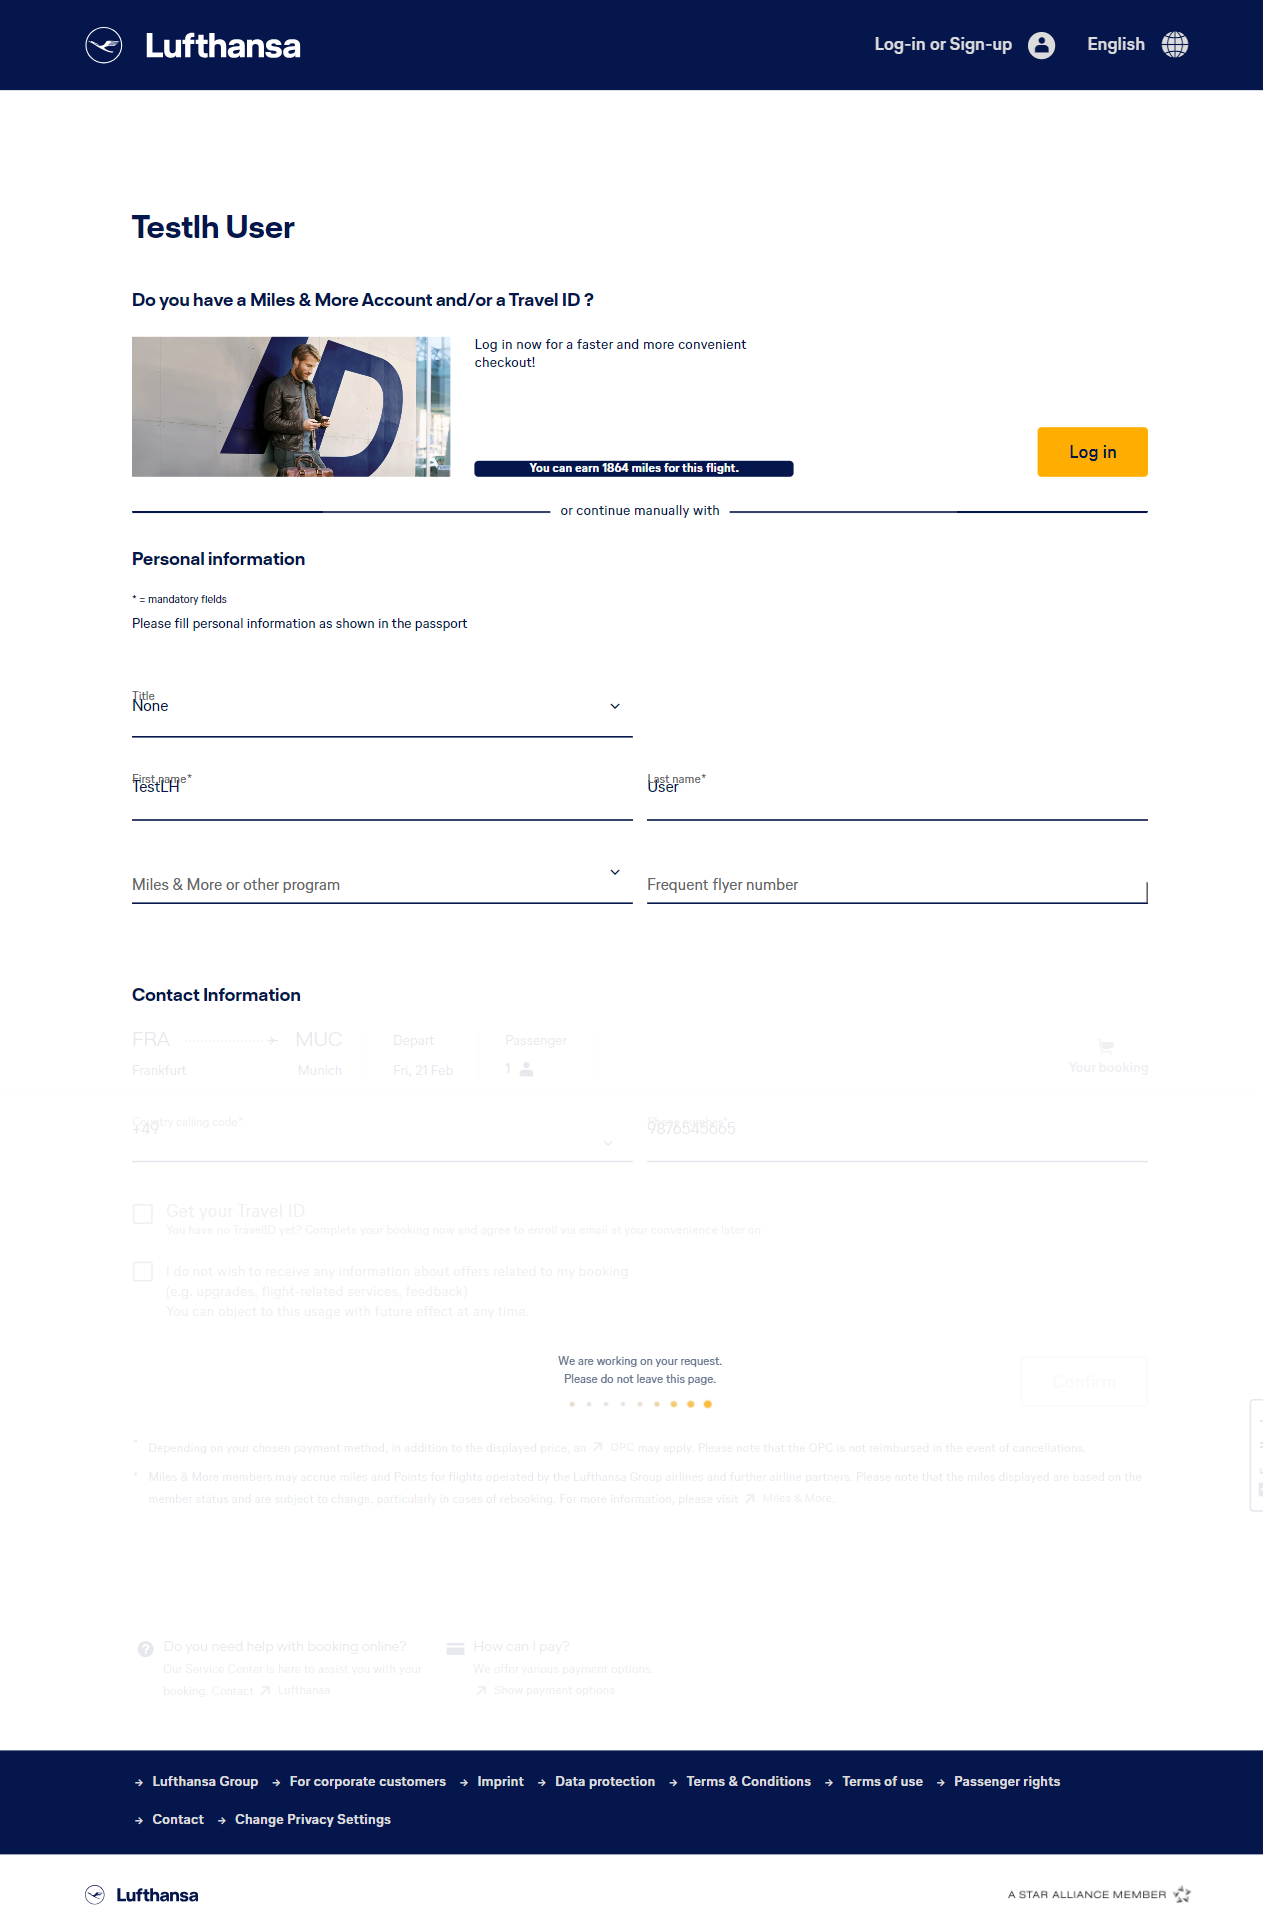 Lufthansa
Log-in or Sign-up
English
Testlh User
Do you have a Miles & More Account and/or a Travel ID ?
Log in now for a faster and more convenient
checkout!
ID
You can earn 1864 miles for this flight.
Log in
or continue manually with
Personal information
* = mandatory fields
Please fill personal information as shown in the passport
Title
None
First name*
TestLH
Last name*
User
Miles & More or other program
Frequent flyer number
Contact Information
FRA
MUC
Depart
Passenger
Frankfurt
Munich
Fri, 21 Feb
1
Your booking
Country calling code*
+49
Phone number*
9876545665
Get your Travel ID
You have no TravelID yet? Complete your booking now and agree to enroll via email at your convenience later on
I do not wish to receive any information about offers related to my booking
(e.g. upgrades, flight-related services, feedback)
You can object to this usage with future effect at any time.
We are working on your request.
Please do not leave this page.
Confirm
* Depending on your chosen payment method, in addition to the displayed price, an OPC may apply. Please note that the OPC is not reimbursed in the event of cancellations.
* Miles & More members may accrue miles and Points for flights operated by the Lufthansa Group airlines and further airline partners. Please note that the miles displayed are based on the
member status and are subject to change, particularly in cases of rebooking. For more information, please visit Miles & More.
Do you need help with booking online?
Our Service Center is here to assist you with your
booking. Contact Lufthansa
How can I pay?
We offer various payment options.
Show payment options
Lufthansa Group
For corporate customers
Imprint
Data protection
Terms & Conditions
Terms of use
Passenger rights
Contact
Change Privacy Settings
Lufthansa
A STAR ALLIANCE MEMBER